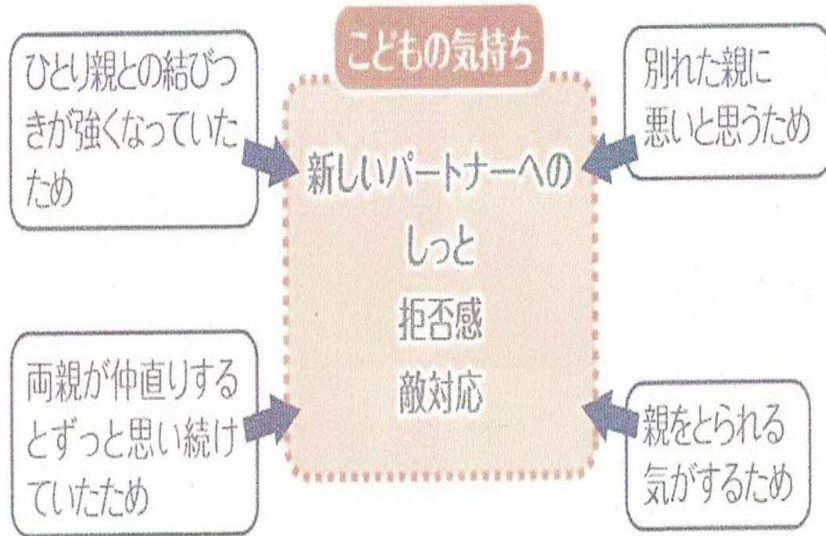 こどもの気持ち
ひとり親との結びつ
きが強くなっていた
ため
別れた親に
悪いと思うため
新しいパートナーへの
しっと
拒否感
敵対応
両親が仲直りする
とずっと思い続け
ていたため
親をとられる
気がするため